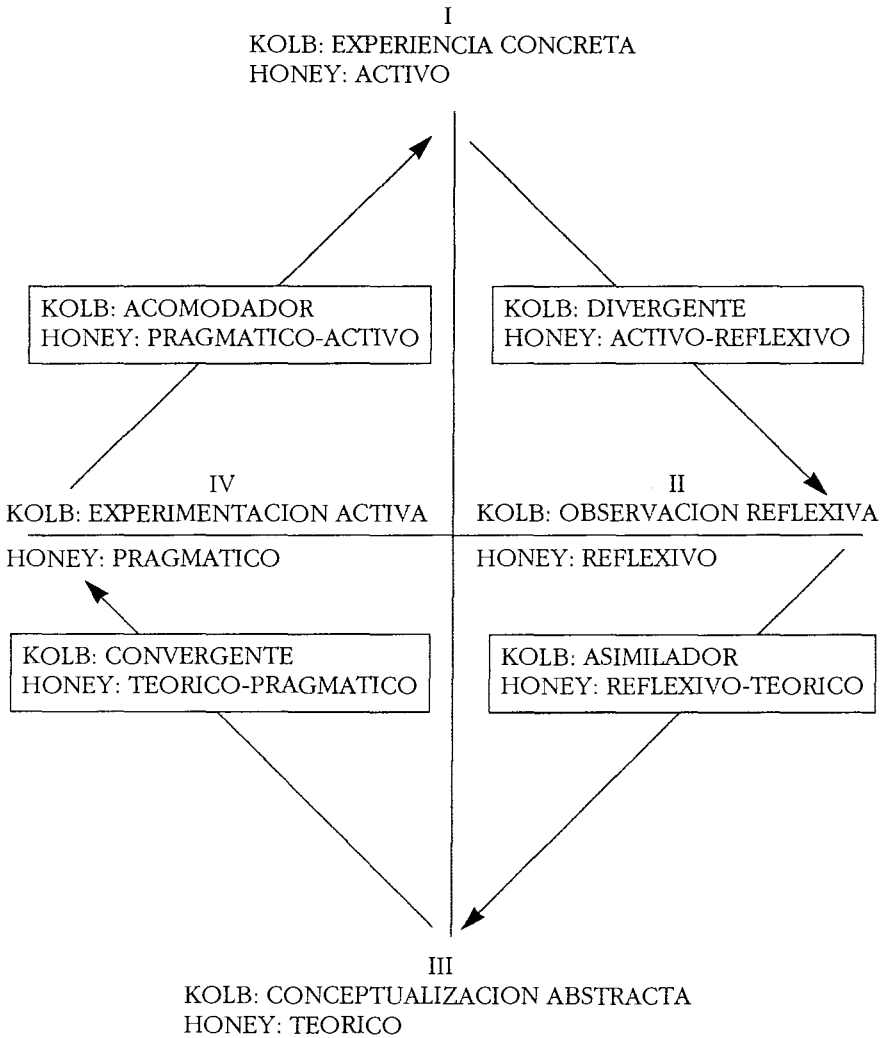 I
KOLB: EXPERIENCIA CONCRETA
HONEY: ACTIVO
KOLB: ACOMODADOR
HONEY: PRAGMATICO-ACTIVO
KOLB: DIVERGENTE
HONEY: ACTIVO-REFLEXIVO
IV
KOLB: EXPERIMENTACION ACTIVA
HONEY: PRAGMATICO
II
KOLB: OBSERVACION REFLEXIVA
HONEY: REFLEXIVO
KOLB: CONVERGENTE
HONEY: TEORICO-PRAGMATICO
KOLB: ASIMILADOR
HONEY: REFLEXIVO-TEORICO
III
KOLB: CONCEPTUALIZACION ABSTRACTA
HONEY: TEORICO